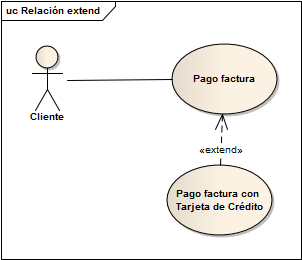 uc Relación extend
Pago factura
Cliente
«extend»
Pago factura con
Tarjeta de Crédito